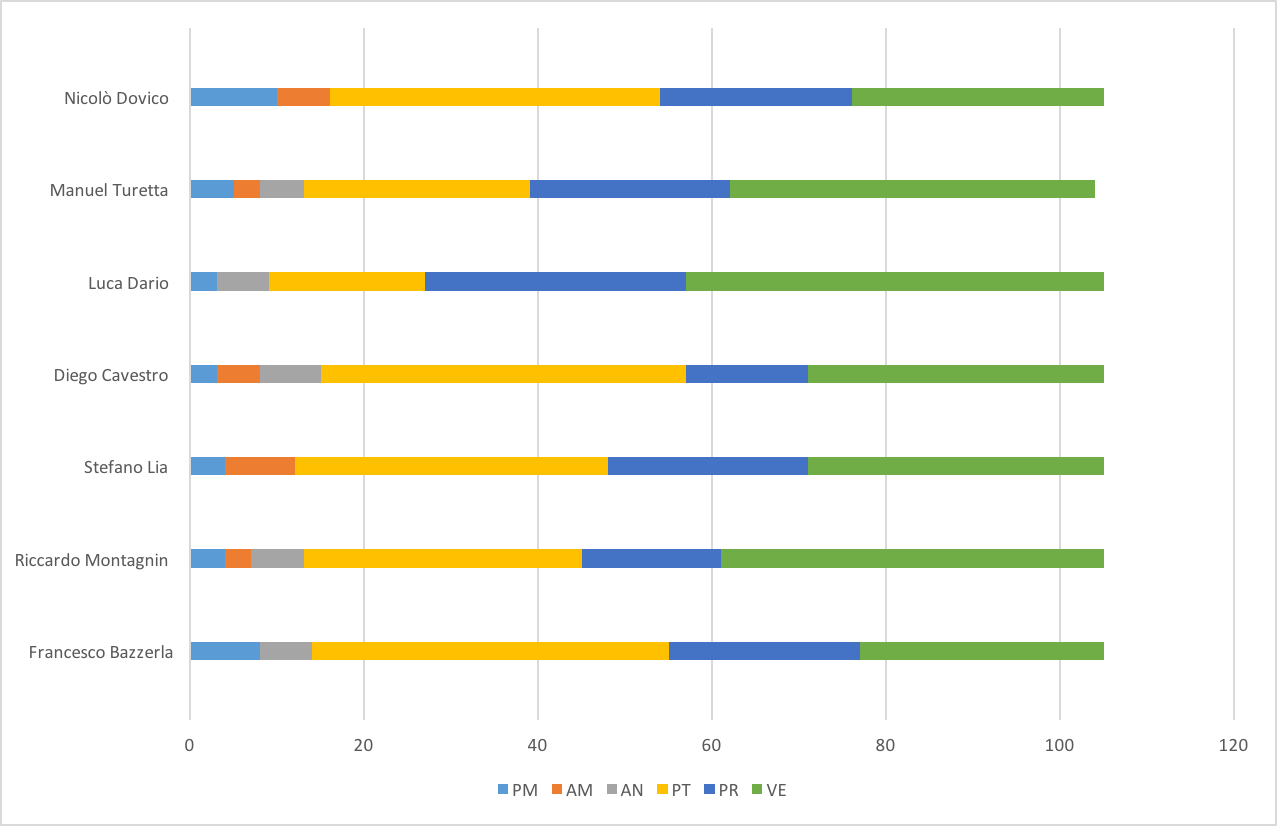 Nicolò Dovico
Manuel Turetta
Luca Dario
Diego Cavestro
Stefano Lia
Riccardo Montagnin
Francesco Bazzerla
0 20 40 60 80 100 120
PM AM AN PT PR VE